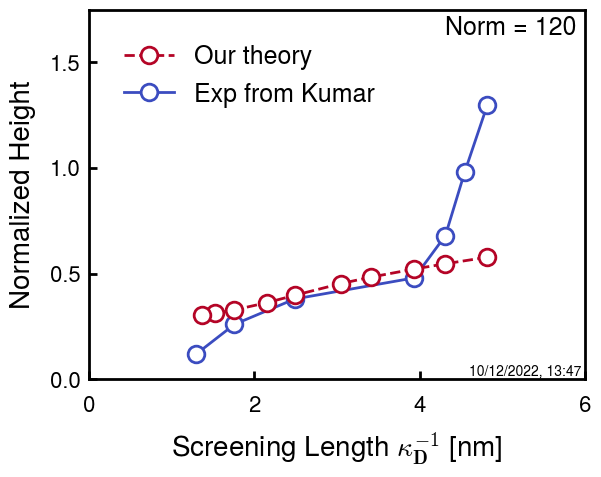 Norm = 120
Our theory
Exp from Kumar
Normalized Height
1.5
1.0
0.5
0.0
10/12/2022, 13:47
0 2 4 6
Screening Length κ_D^{-1} [nm]